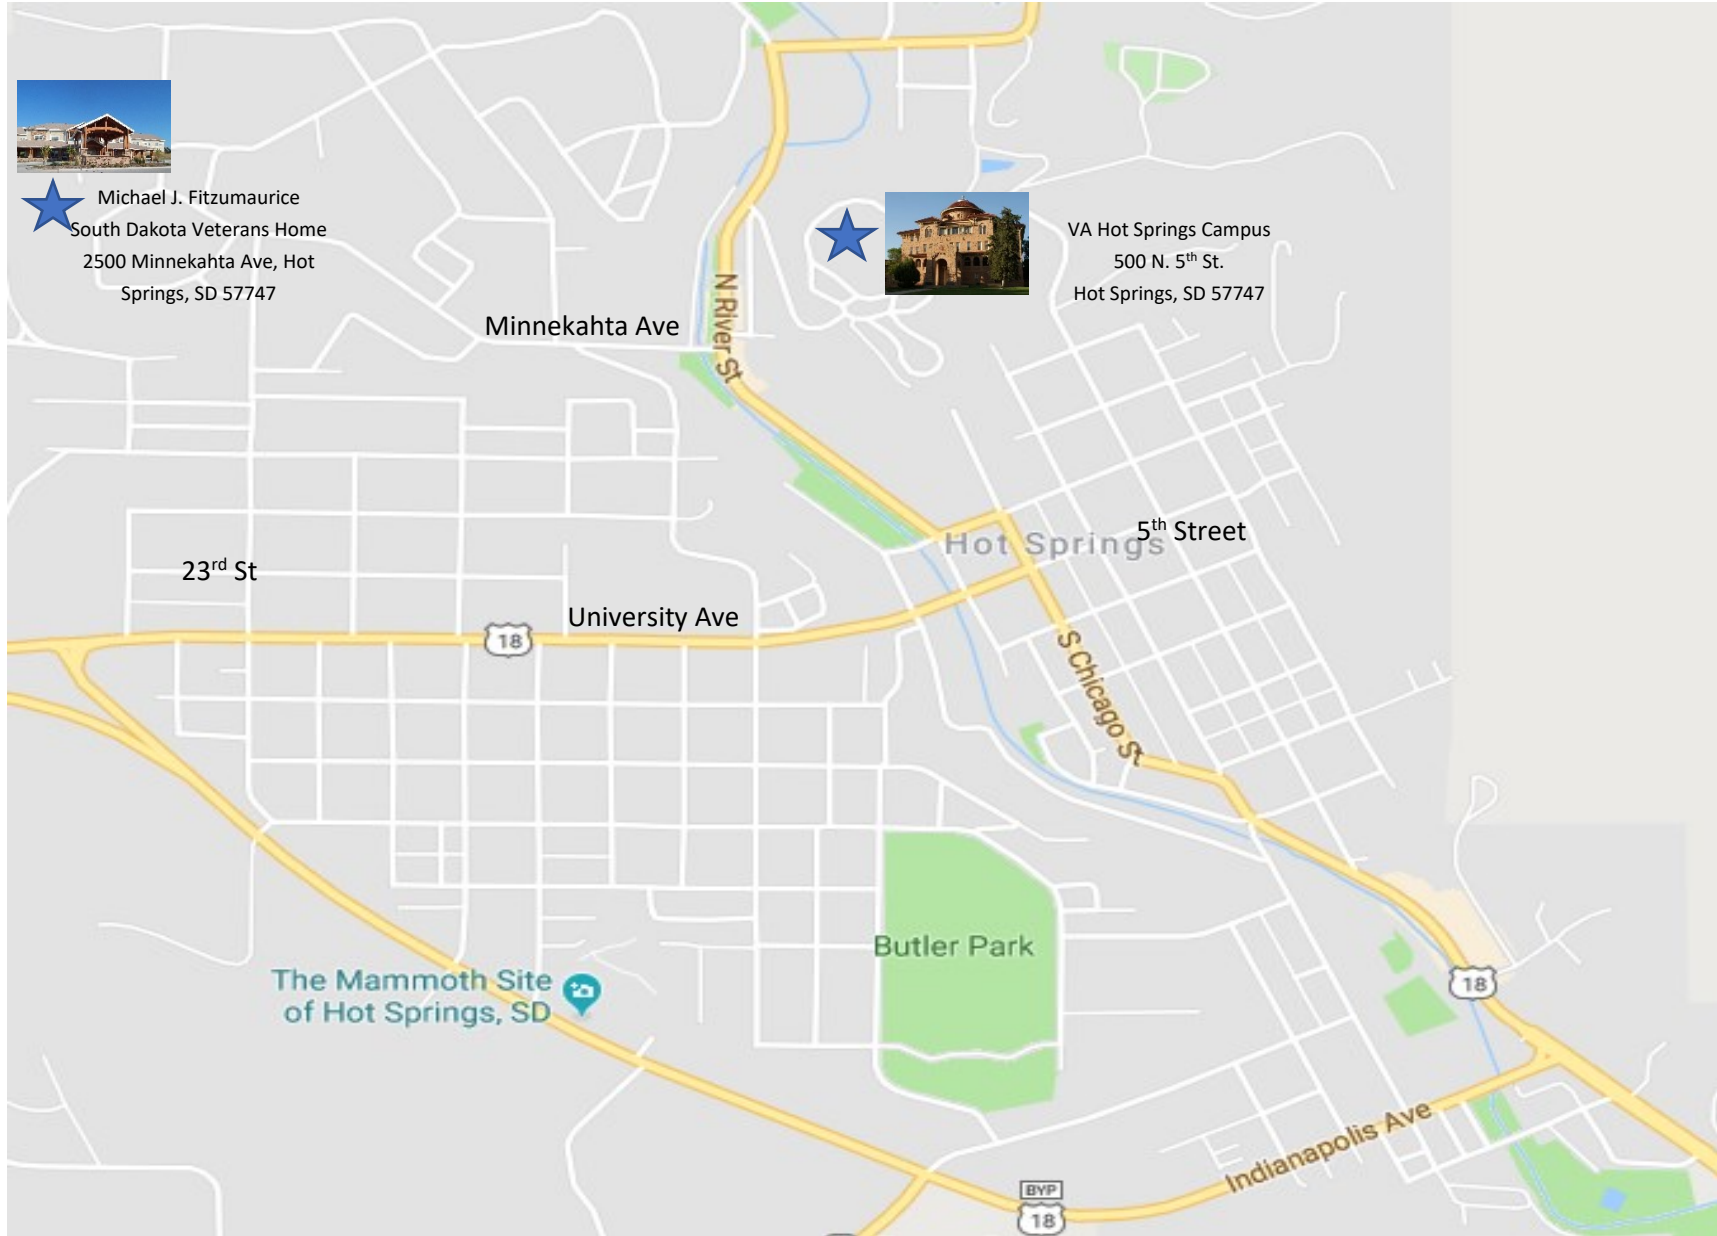 Michael J. Fitzumaurice
South Dakota Veterans Home
2500 Minnekahta Ave, Hot
Springs, SD 57747
VA Hot Springs Campus
500 N. 5th St.
Hot Springs, SD 57747
Minnekahta Ave
N River St
5th Street
Hot Springs
23rd St
University Ave
18
S Chicago St
Butler Park
The Mammoth Site
of Hot Springs, SD
18
Indianapolis Ave
BYP
18